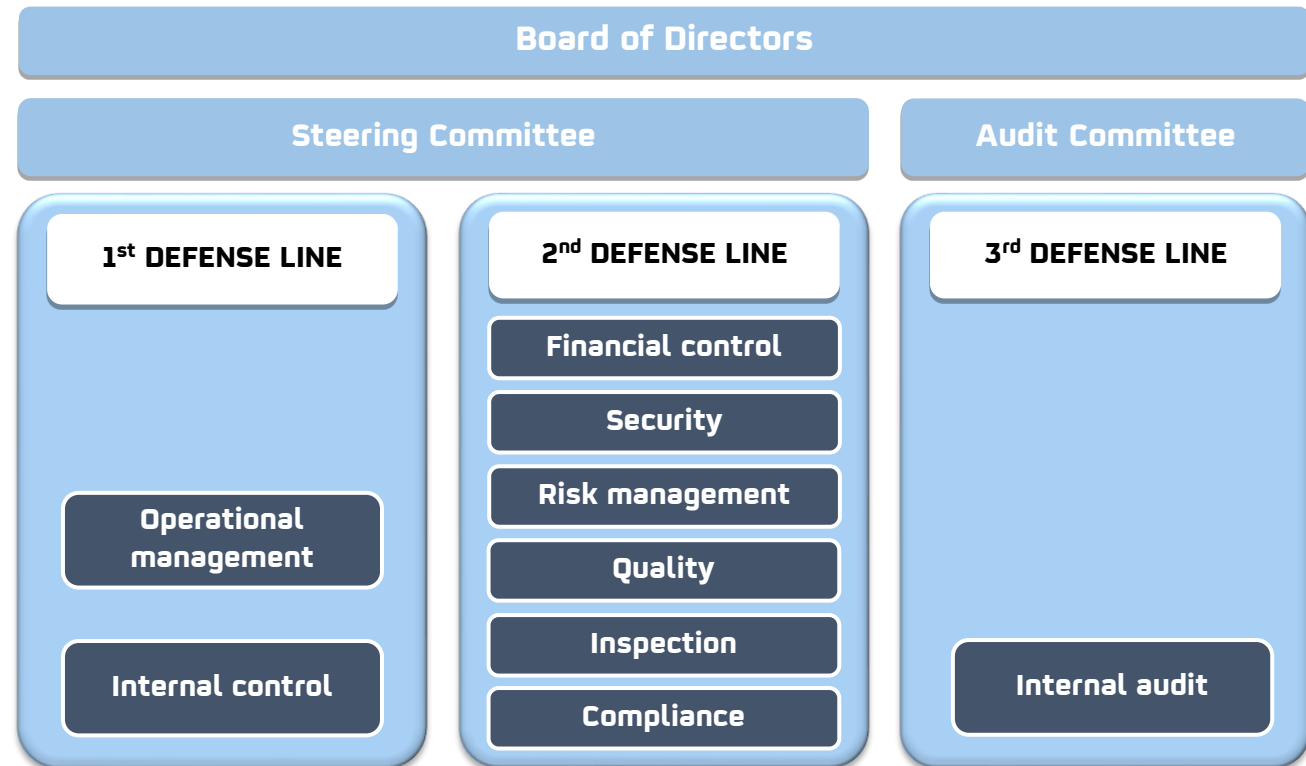 Board of Directors
Steering Committee
Audit Committee
1st DEFENSE LINE
Operational
management
Internal control
2nd DEFENSE LINE
Financial control
Security
Risk management
Quality
Inspection
Compliance
3rd DEFENSE LINE
Internal audit